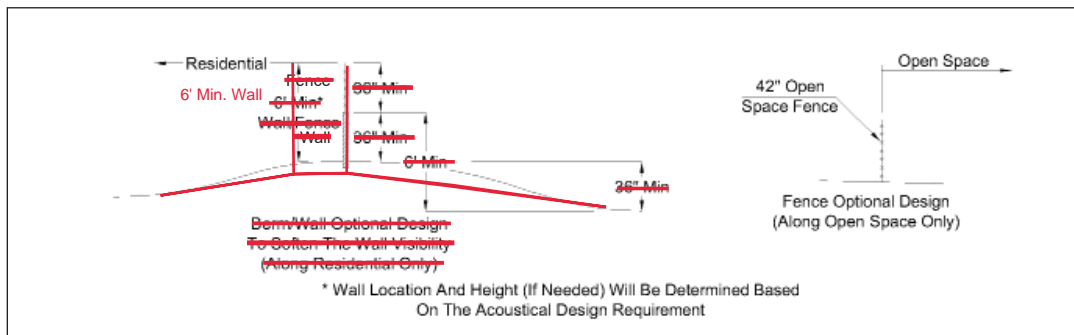 Residential
Fence
6' Min. Wall
6' Min*
Wall Fence
Wall
36" Min
6' Min
36" Min
Berm/Wall Optional Design
To Soften The Wall Visibility
(Along Residential Only)
Open Space
42" Open
Space Fence
Fence Optional Design
(Along Open Space Only)
* Wall Location And Height (If Needed) Will Be Determined Based
On The Acoustical Design Requirement